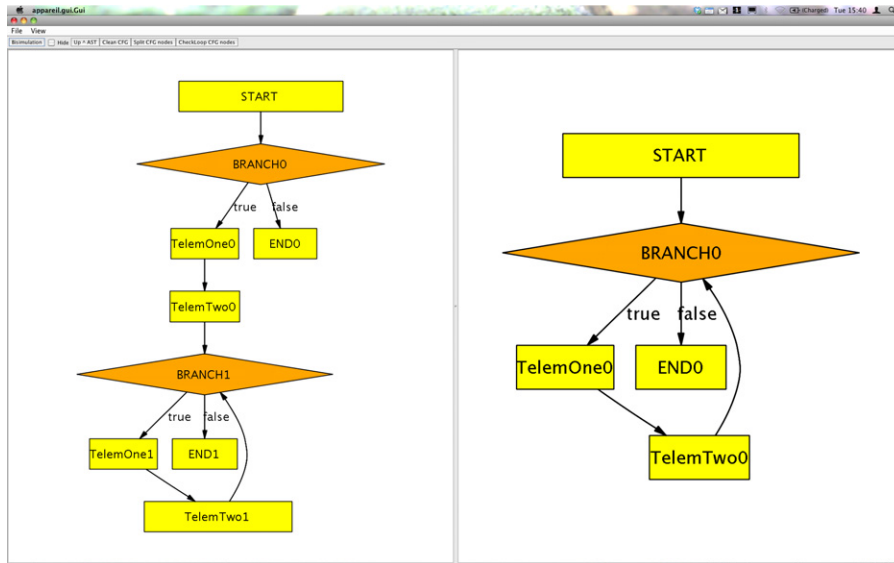 appareil.gui.Gui
(Charged) Tue 15:40
File View
Bisimulation Hide Up ^ AST Clean CFG Split CFG nodes CheckLoop CFG nodes
START
BRANCH0
true false
TelemOne0 END0
TelemTwo0
BRANCH1
true false
TelemOne1 END1
TelemTwo1
START
BRANCH0
true false
TelemOne0 END0
TelemTwo0